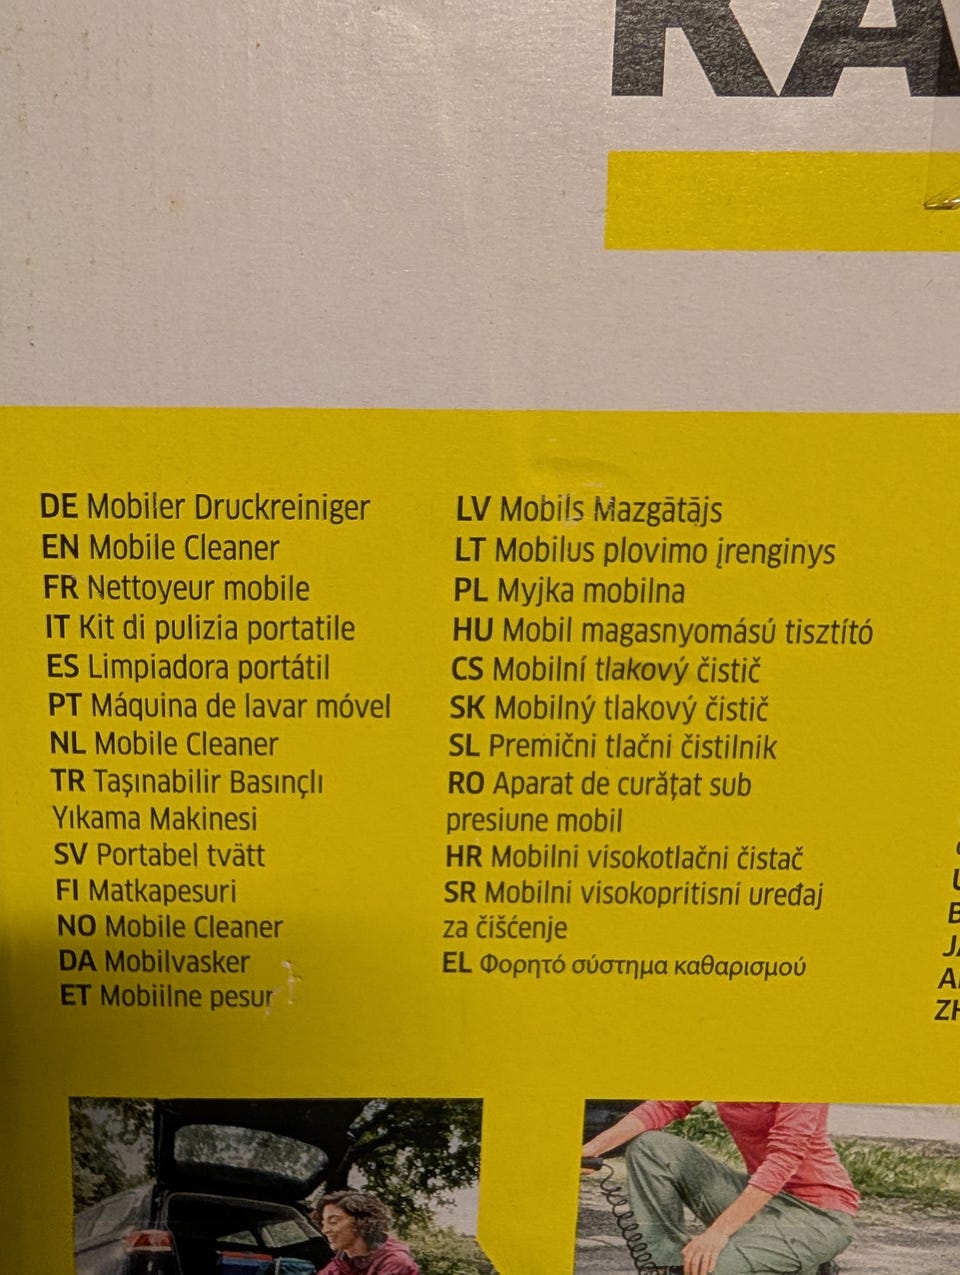 KA
DE Mobiler Druckreiniger
EN Mobile Cleaner
FR Nettoyeur mobile
IT Kit di pulizia portatile
ES Limpiadora portátil
PT Máquina de lavar móvel
NL Mobile Cleaner
TR Taşınabilir Basınçlı
Yıkama Makinesi
SV Portabel tvätt
FI Matkapesuri
NO Mobile Cleaner
DA Mobilvasker
ET Mobiilne pesur
LV Mobils Mazgātājs
LT Mobilus plovimo įrenginys
PL Myjka mobilna
HU Mobil magasnyomású tisztító
CS Mobilní tlakový čistič
SK Mobilný tlakový čistič
SL Premični tlačni čistilnik
RO Aparat de curățat sub
presiune mobil
HR Mobilni visokotlačni čistač
SR Mobilni visokopritisni uređaj
za čišćenje
EL Φορητό σύστημα καθαρισμού
ZH